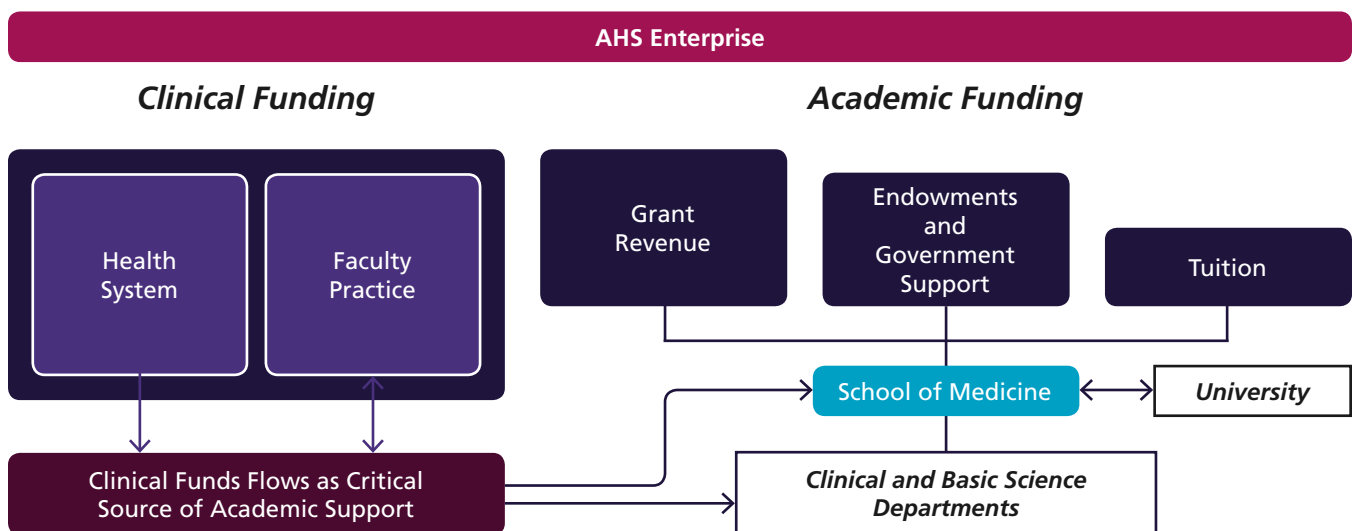 AHS Enterprise
Clinical Funding
Academic Funding
Health
System
Faculty
Practice
Grant
Revenue
Endowments
and
Government
Support
Tuition
School of Medicine
University
Clinical Funds Flows as Critical
Source of Academic Support
Clinical and Basic Science
Departments